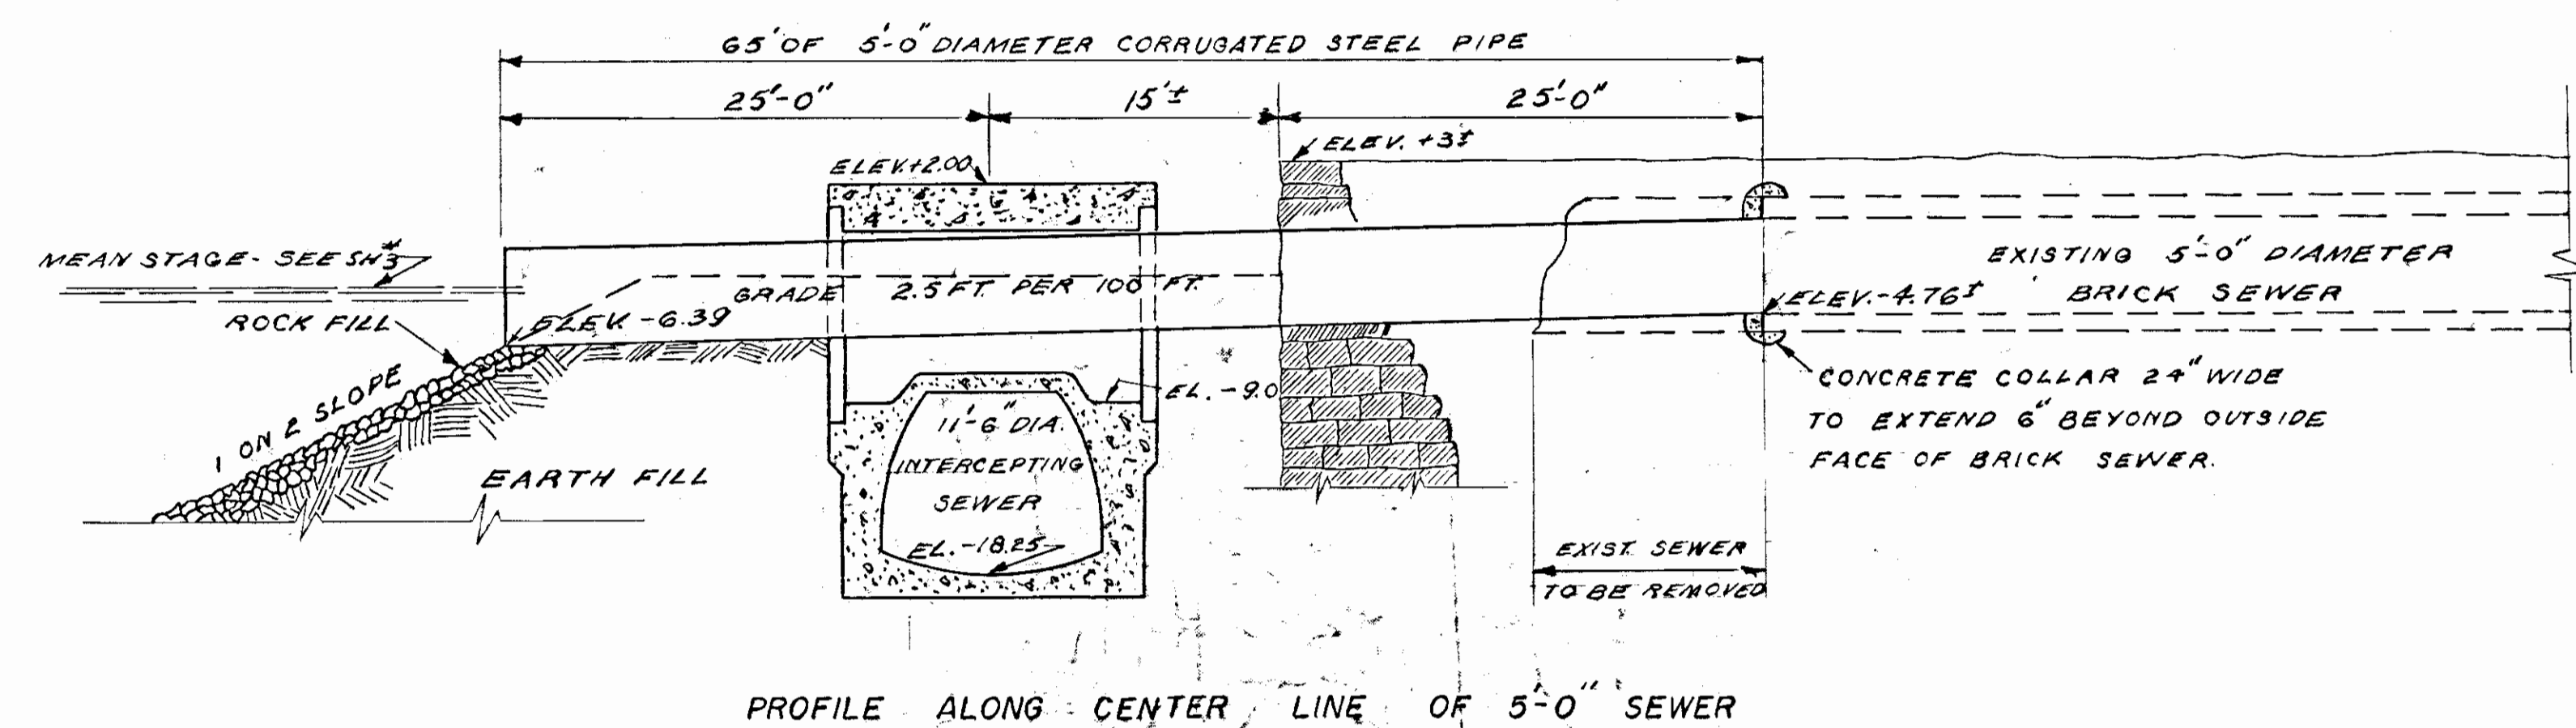 65' OF 5'-0" DIAMETER CORRUGATED STEEL PIPE
25'-0"
15'±
25'-0"
ELEV. +3±
ELEV.+2.00
MEAN STAGE - SEE SH#3
GRADE 2.5 FT. PER 100 FT.
EXISTING 5'-0" DIAMETER
BRICK SEWER
ROCK FILL
ELEV -6.39
ELEV.-4.76±
1 ON 2 SLOPE
EARTH FILL
EL. -9.0
11'-6" DIA.
INTERCEPTING
SEWER
EL.-18.25
CONCRETE COLLAR 24" WIDE
TO EXTEND 6" BEYOND OUTSIDE
FACE OF BRICK SEWER.
EXIST. SEWER
TO BE REMOVED
PROFILE ALONG CENTER LINE OF 5'-0" SEWER